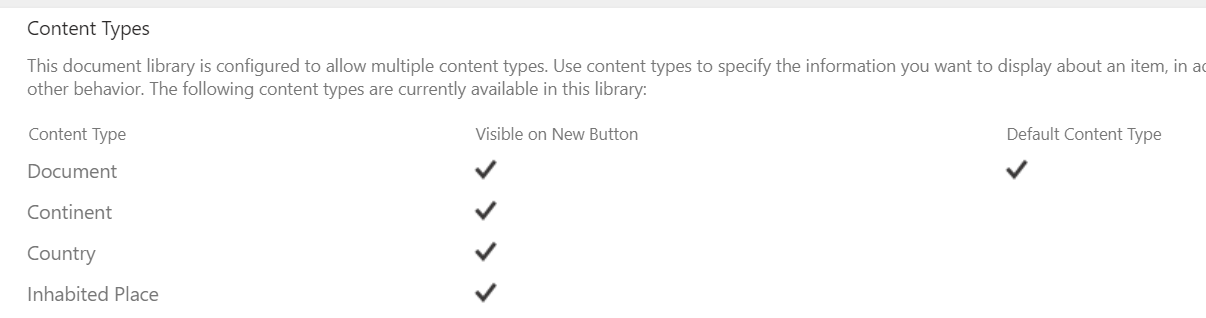 Content Types
This document library is configured to allow multiple content types. Use content types to specify the information you want to display about an item, in
other behavior. The following content types are currently available in this library:
Content Type Visible on New Button Default Content Type
Document
Continent
Country
Inhabited Place